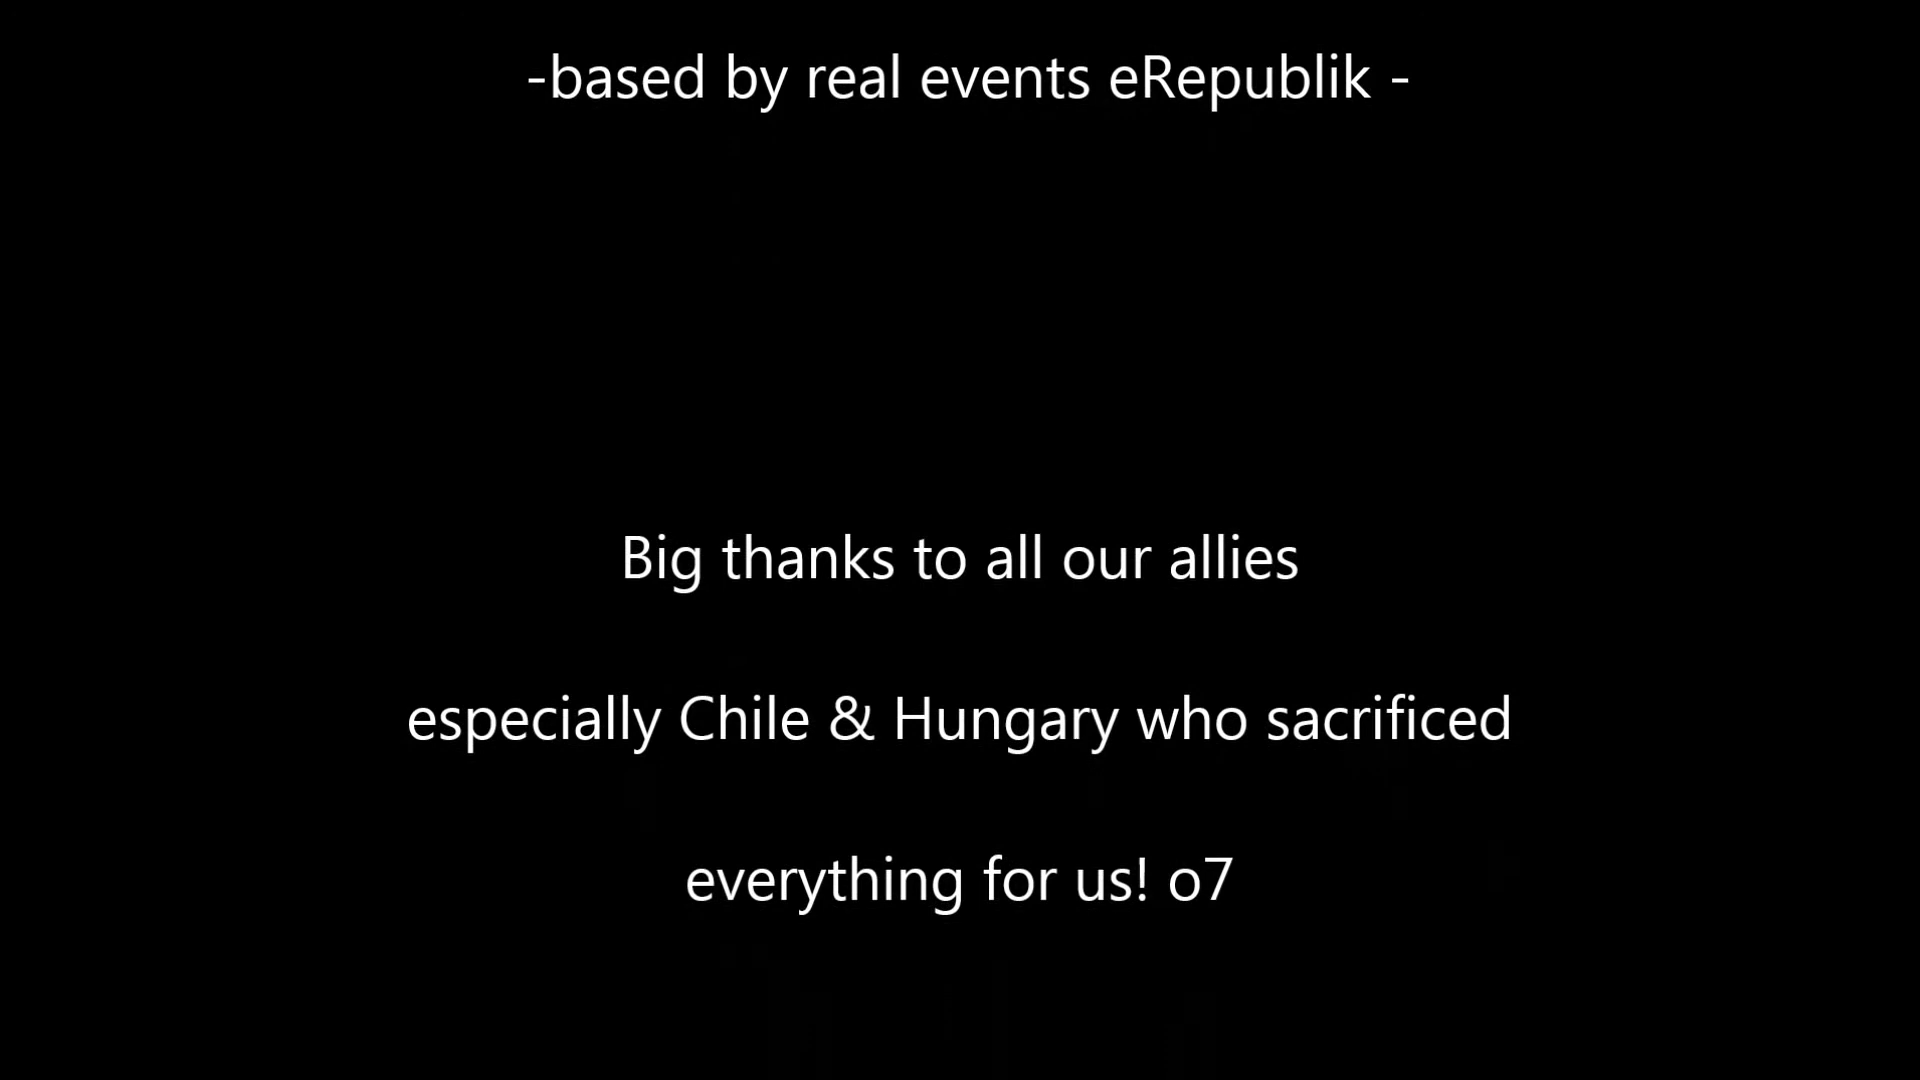 -based by real events eRepublik -
Big thanks to all our allies
especially Chile & Hungary who sacrificed
everything for us! o7